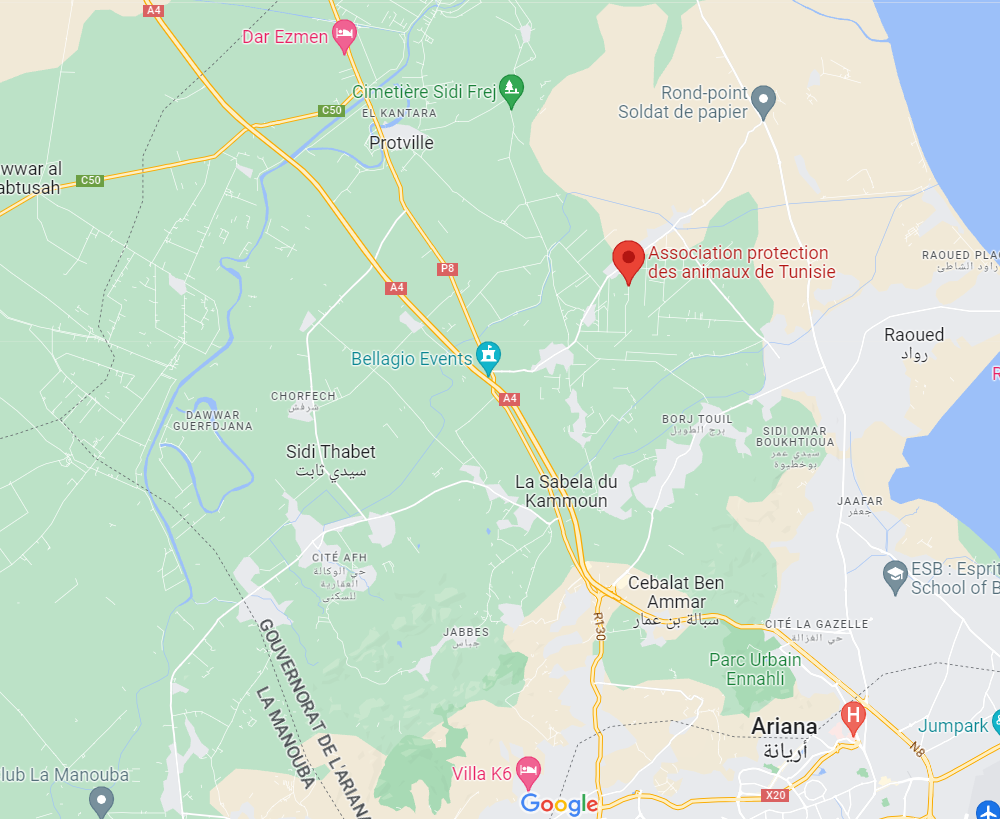 A4
Dar Ezmen
Cimetière Sidi Frej
C50
EL KANTARA
Protville
Rond-point
Soldat de papier
wwar al
abtusah
C50
Association protection
des animaux de Tunisie
RAOUED PLAG
رواد الشاطئ
P8
A4
Raoued
رواد
Bellagio Events
R
A4
CHORFECH
شرفش
DAWWAR
GUERFDJANA
BORJ TOUIL
برج الطويل
SIDI OMAR
BOUKHTIOUA
سيدي عمر
بوخطيوة
Sidi Thabet
سيدي ثابت
La Sabela du
Kammoun
JAAFAR
جعفر
CITÉ AFH
حي الوكالة
العقارية
للسكنى
ESB : Esprit
School of B
Cebalat Ben
Ammar
سبالة بن عمار
R130
CITÉ LA GAZELLE
حي الغزالة
JABBES
جباس
GOUVERNORAT DE L'ARIANA
LA MANOUBA
Parc Urbain
Ennahli
H
Ariana
أريانة
Jumpark
N8
lub La Manouba
Villa K6
Google
X20